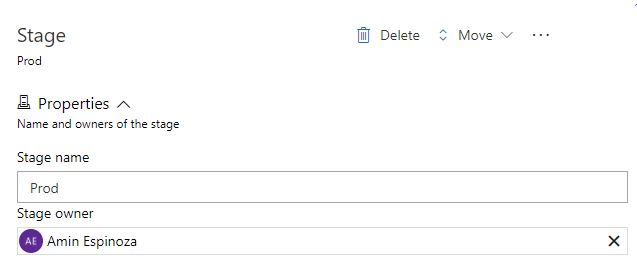 Stage
Delete Move ···
Prod
Properties
Name and owners of the stage
Stage name
Prod
Stage owner
AE Amin Espinoza